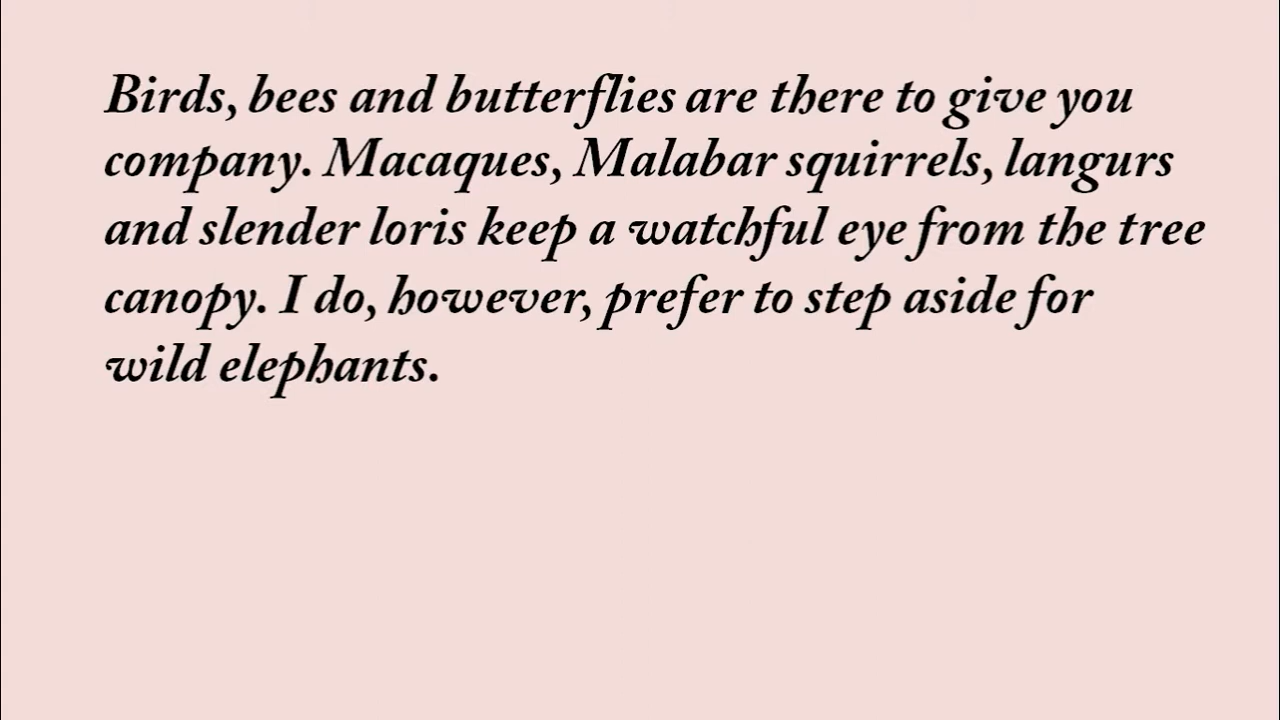 Birds, bees and butterflies are there to give you
company. Macaques, Malabar squirrels, langurs
and slender loris keep a watchful eye from the tree
canopy. I do, however, prefer to step aside for
wild elephants.